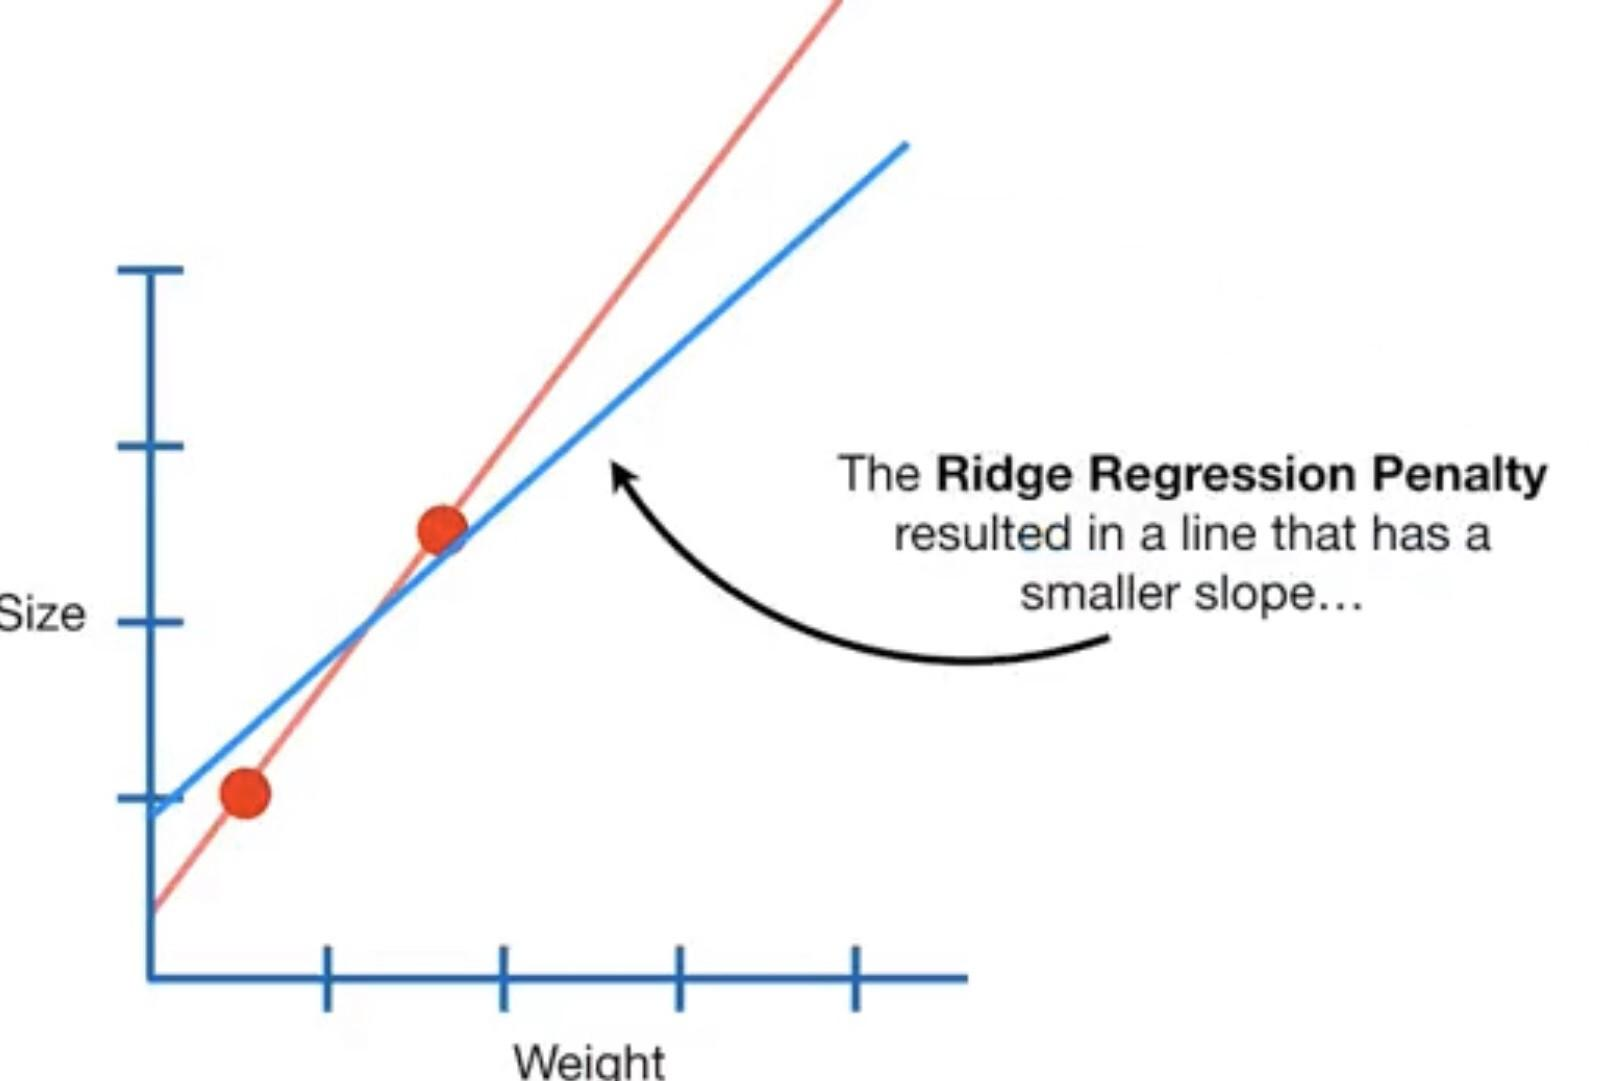 The Ridge Regression Penalty
resulted in a line that has a
smaller slope…
Size
Weight